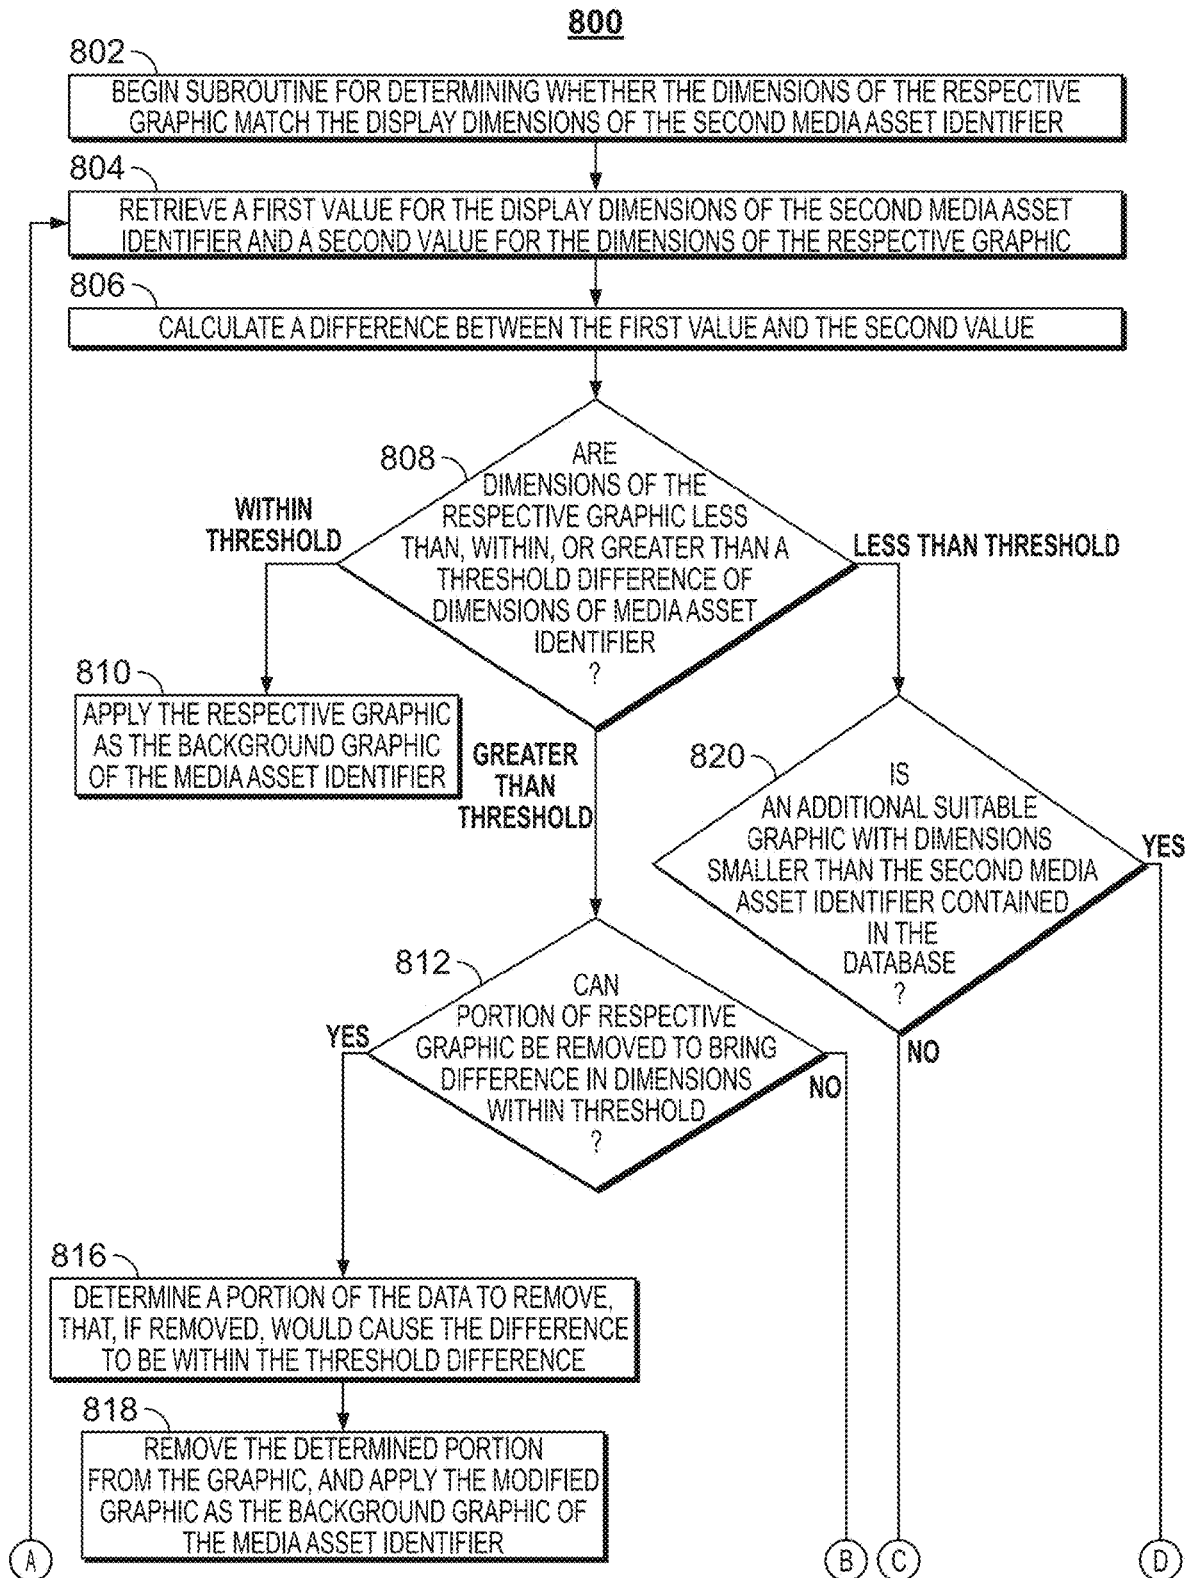 800
802
BEGIN SUBROUTINE FOR DETERMINING WHETHER THE DIMENSIONS OF THE RESPECTIVE
GRAPHIC MATCH THE DISPLAY DIMENSIONS OF THE SECOND MEDIA ASSET IDENTIFIER
804
RETRIEVE A FIRST VALUE FOR THE DISPLAY DIMENSIONS OF THE SECOND MEDIA ASSET
IDENTIFIER AND A SECOND VALUE FOR THE DIMENSIONS OF THE RESPECTIVE GRAPHIC
806
CALCULATE A DIFFERENCE BETWEEN THE FIRST VALUE AND THE SECOND VALUE
808
ARE
DIMENSIONS OF THE
RESPECTIVE GRAPHIC LESS
THAN, WITHIN, OR GREATER THAN A
THRESHOLD DIFFERENCE OF
DIMENSIONS OF MEDIA ASSET
IDENTIFIER
?
WITHIN
THRESHOLD
LESS THAN THRESHOLD
810
APPLY THE RESPECTIVE GRAPHIC
AS THE BACKGROUND GRAPHIC
OF THE MEDIA ASSET IDENTIFIER
GREATER
THAN
THRESHOLD
820
IS
AN ADDITIONAL SUITABLE
GRAPHIC WITH DIMENSIONS
SMALLER THAN THE SECOND MEDIA
ASSET IDENTIFIER CONTAINED
IN THE
DATABASE
?
YES
NO
812
CAN
PORTION OF RESPECTIVE
GRAPHIC BE REMOVED TO BRING
DIFFERENCE IN DIMENSIONS
WITHIN THRESHOLD
?
YES
NO
816
DETERMINE A PORTION OF THE DATA TO REMOVE,
THAT, IF REMOVED, WOULD CAUSE THE DIFFERENCE
TO BE WITHIN THE THRESHOLD DIFFERENCE
818
REMOVE THE DETERMINED PORTION
FROM THE GRAPHIC, AND APPLY THE MODIFIED
GRAPHIC AS THE BACKGROUND GRAPHIC OF
THE MEDIA ASSET IDENTIFIER
A
B
C
D